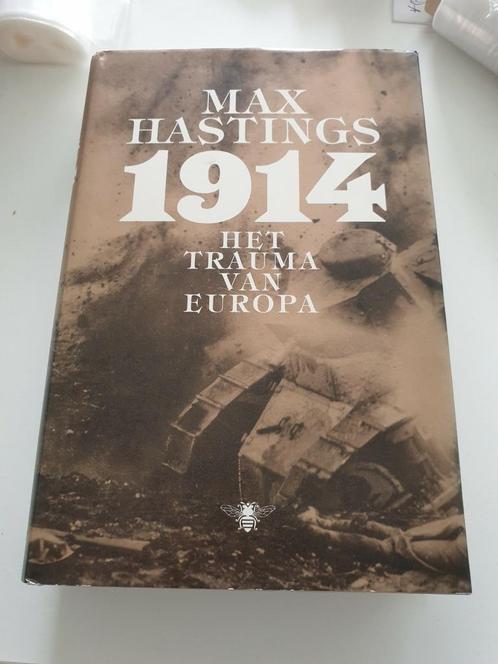 MAX
HASTINGS
1914
HET
TRAUMA
VAN
EUROPA